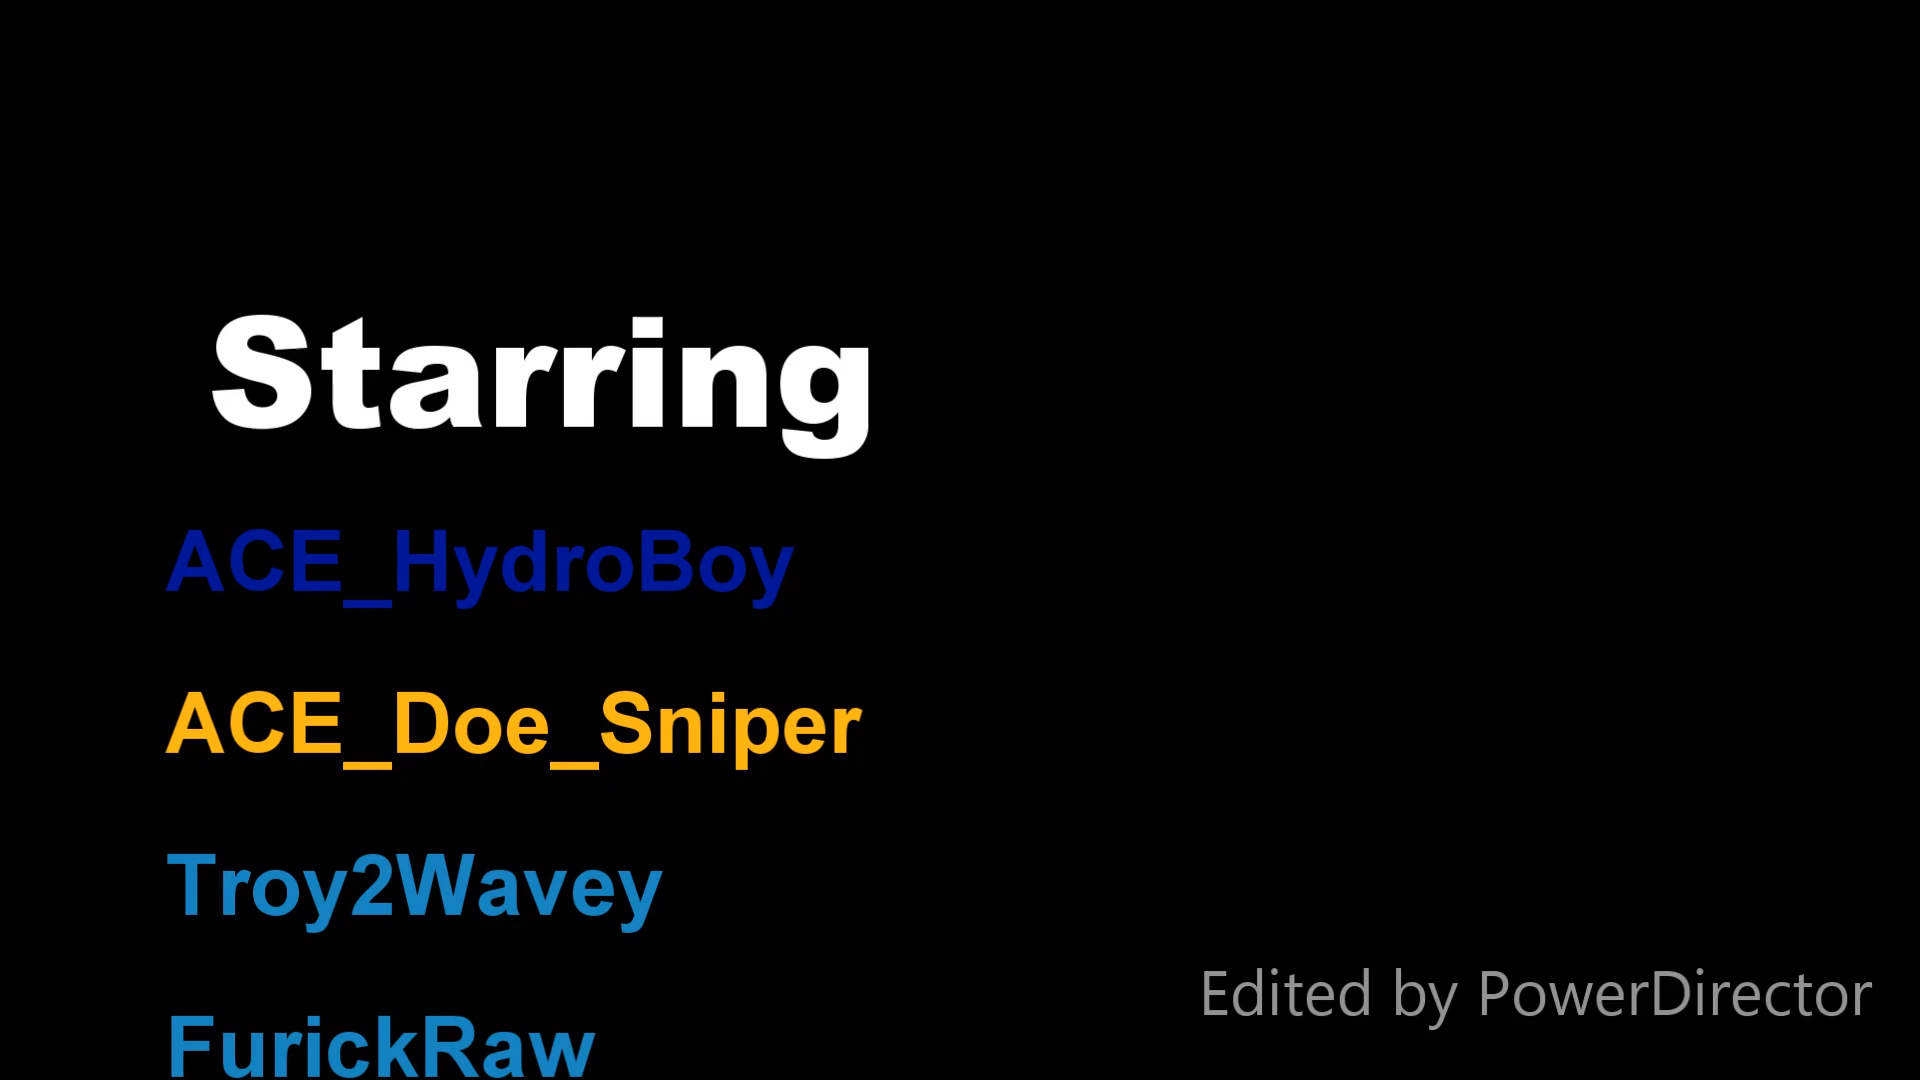 Starring
ACE_HydroBoy
ACE_Doe_Sniper
Troy2Wavey
FurickRaw
Edited by PowerDirector